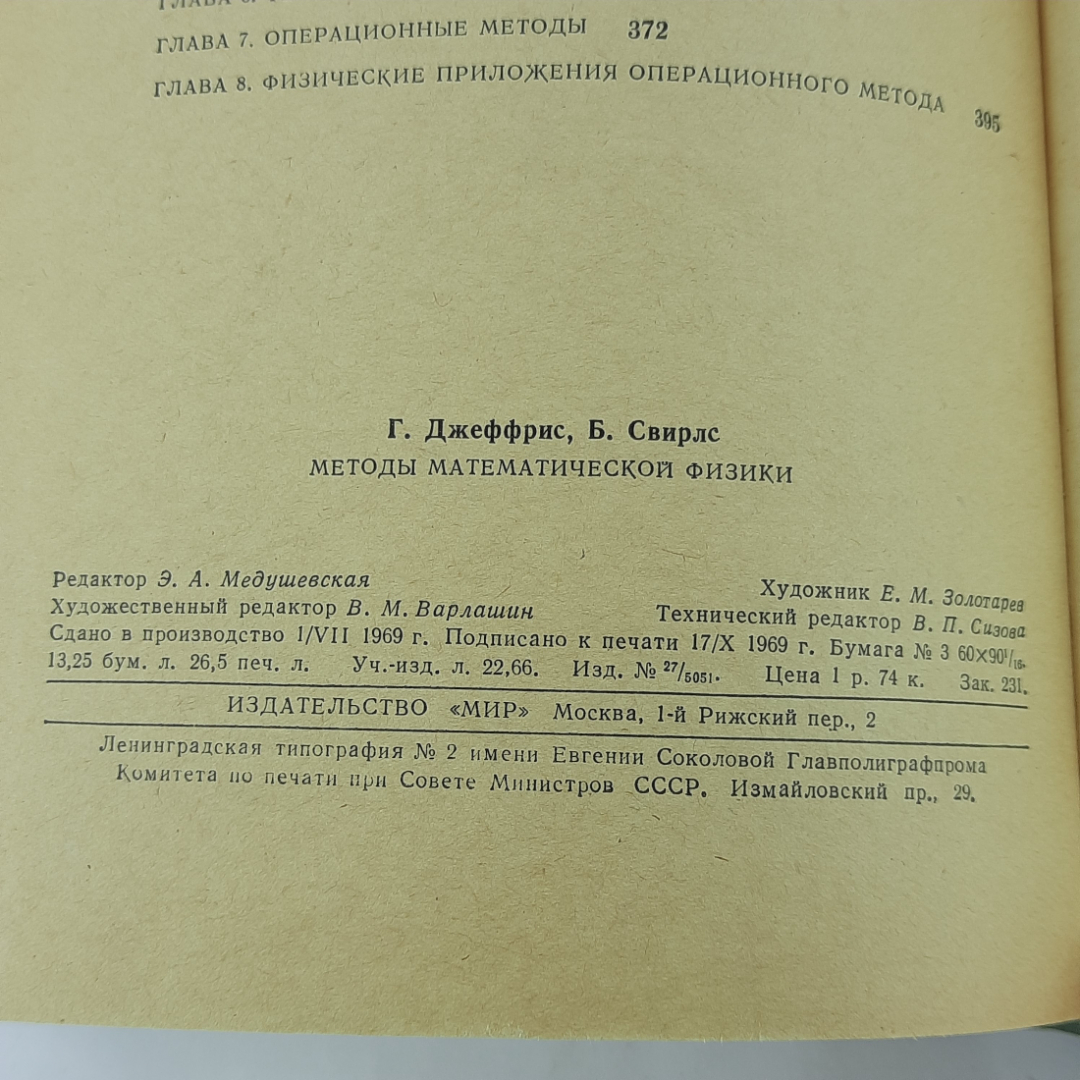 ГЛАВА 7. ОПЕРАЦИОННЫЕ МЕТОДЫ 372
ГЛАВА 8. ФИЗИЧЕСКИЕ ПРИЛОЖЕНИЯ ОПЕРАЦИОННОГО МЕТОДА 395
Г. Джеффрис, Б. Свирлс
МЕТОДЫ МАТЕМАТИЧЕСКОЙ ФИЗИКИ
Редактор Э. А. Медушевская Художник Е. М. Золотарев
Художественный редактор В. М. Варлашин Технический редактор В. П. Сизова
Сдано в производство 1/VII 1969 г. Подписано к печати 17/X 1969 г. Бумага № 3 60×90¹/₁₆.
13,25 бум. л. 26,5 печ. л. Уч.-изд. л. 22,66. Изд. № ²⁷/₅₀₅₁. Цена 1 р. 74 к. Зак. 231.
ИЗДАТЕЛЬСТВО «МИР» Москва, 1-й Рижский пер., 2
Ленинградская типография № 2 имени Евгении Соколовой Главполиграфпрома
Комитета по печати при Совете Министров СССР. Измайловский пр., 29.